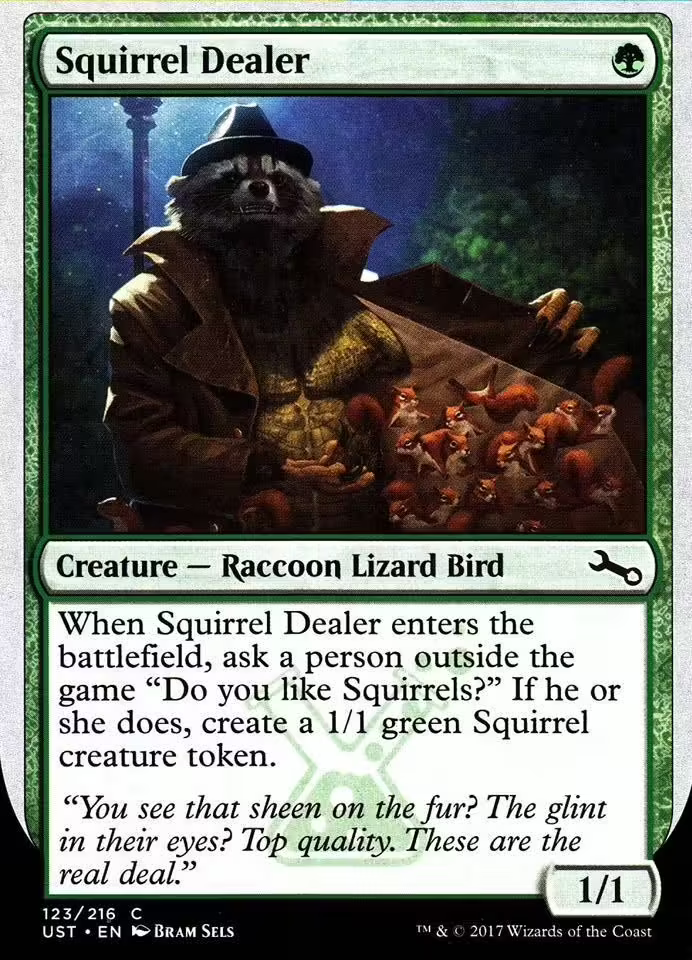 Squirrel Dealer
Creature — Raccoon Lizard Bird
When Squirrel Dealer enters the
battlefield, ask a person outside the
game “Do you like Squirrels?” If he or
she does, create a 1/1 green Squirrel
creature token.
“You see that sheen on the fur? The glint
in their eyes? Top quality. These are the
real deal.”
1/1
123/216 C
UST • EN BRAM SELS
™ & © 2017 Wizards of the Coast